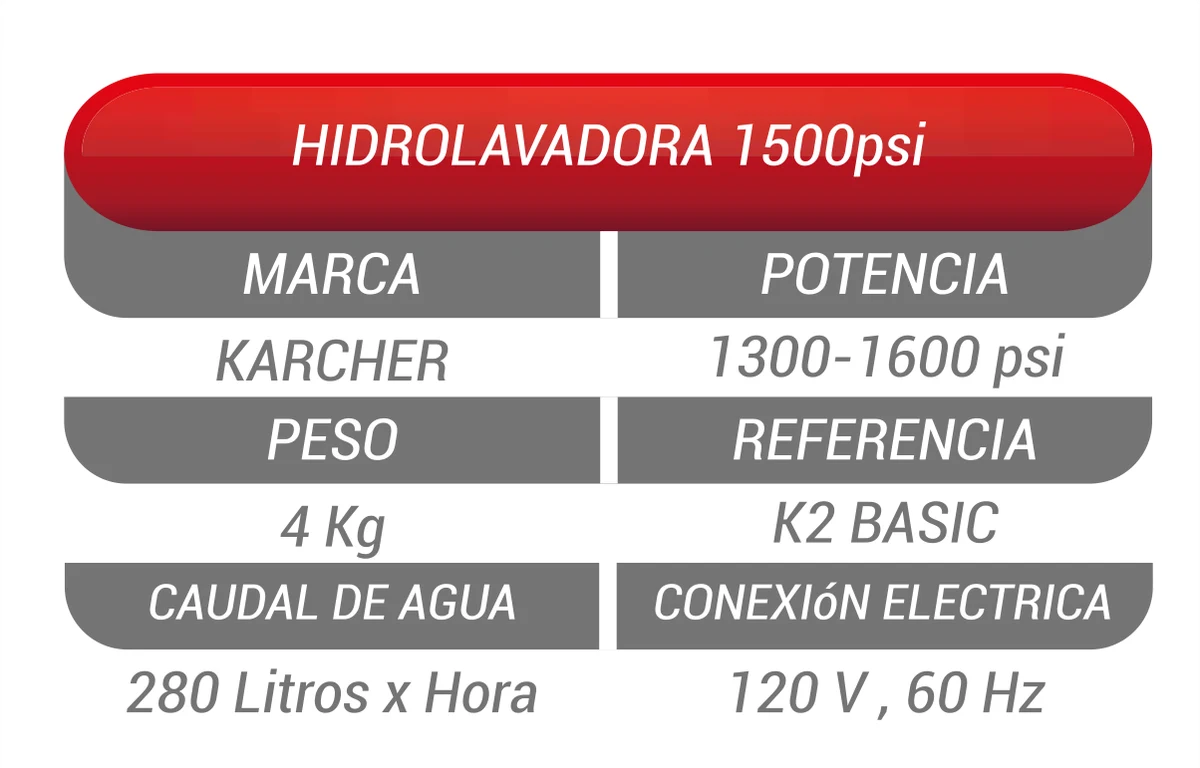 HIDROLAVADORA 1500psi
MARCA
POTENCIA
KARCHER
1300-1600 psi
PESO
REFERENCIA
4 Kg
K2 BASIC
CAUDAL DE AGUA
CONEXIóN ELECTRICA
280 Litros x Hora
120 V , 60 Hz